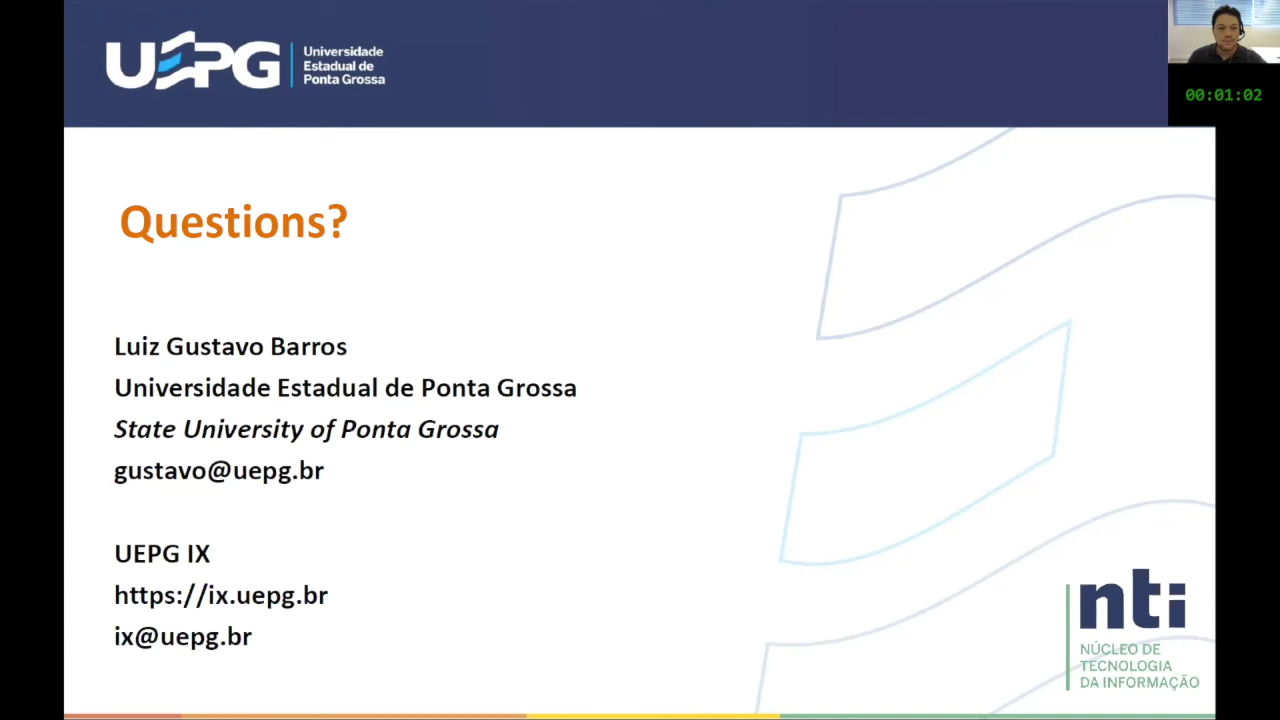 UEPG
Universidade
Estadual de
Ponta Grossa
00:01:02
Questions?
Luiz Gustavo Barros
Universidade Estadual de Ponta Grossa
State University of Ponta Grossa
gustavo@uepg.br
UEPG IX
https://ix.uepg.br
ix@uepg.br
nti
NÚCLEO DE
TECNOLOGIA
DA INFORMAÇÃO